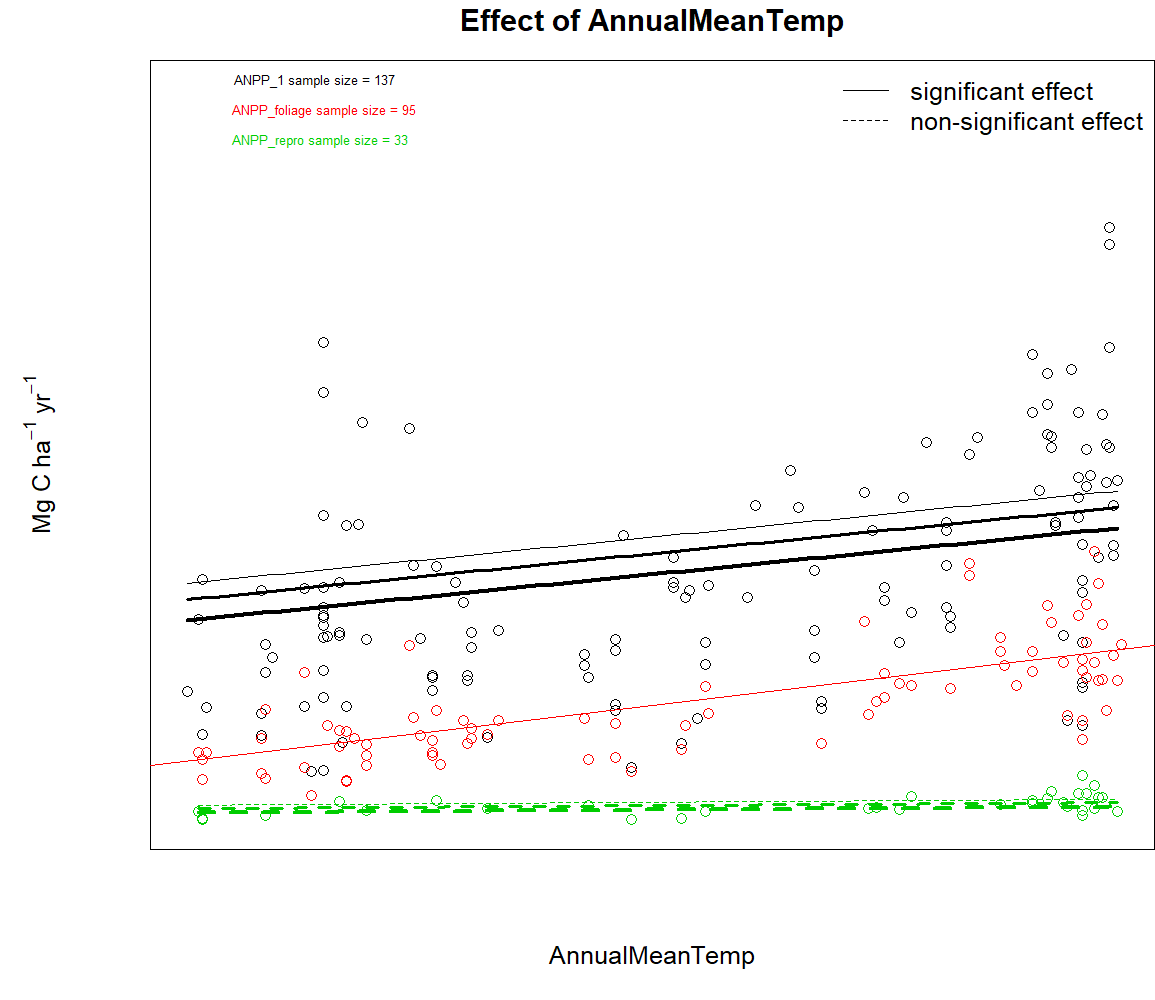 Effect of AnnualMeanTemp
ANPP_1 sample size = 137
ANPP_foliage sample size = 95
ANPP_repro sample size = 33
significant effect
non-significant effect
Mg C ha⁻¹ yr⁻¹
AnnualMeanTemp